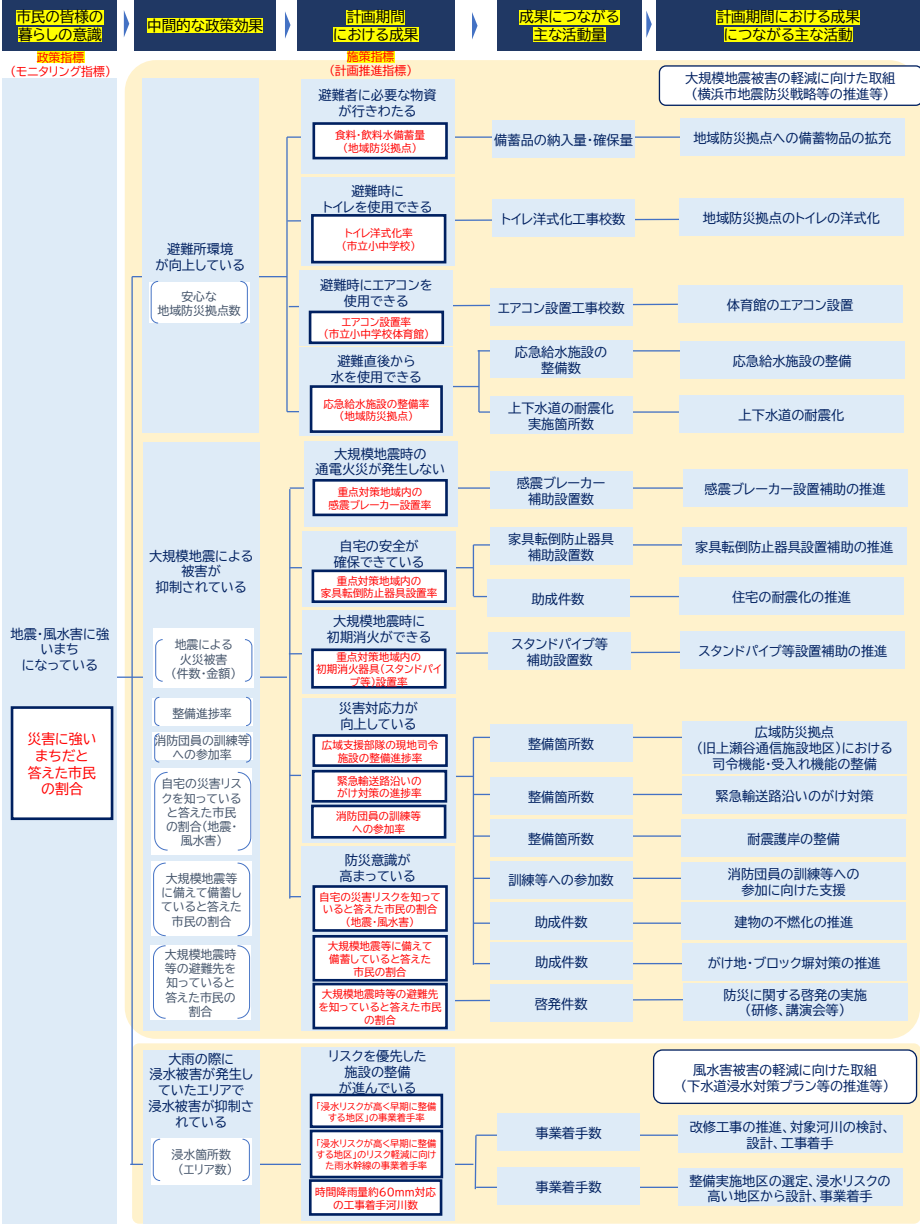 市民の皆様の
暮らしの意識
中間的な政策効果
計画期間
における成果
成果につながる
主な活動量
計画期間における成果
につながる主な活動
政策指標
(モニタリング指標)
施策指標
(計画推進指標)
大規模地震被害の軽減に向けた取組
(横浜市地震防災戦略等の推進等)
地震・風水害に強
いまち
になっている
災害に強い
まちだと
答えた市民
の割合
避難所環境
が向上している
安心な
地域防災拠点数
避難者に必要な物資
が行きわたる
食料・飲料水備蓄量
(地域防災拠点)
備蓄品の納入量・確保量
地域防災拠点への備蓄物品の拡充
避難時に
トイレを使用できる
トイレ洋式化率
(市立小中学校)
トイレ洋式化工事校数
地域防災拠点のトイレの洋式化
避難時にエアコンを
使用できる
エアコン設置率
(市立小中学校体育館)
エアコン設置工事校数
体育館のエアコン設置
避難直後から
水を使用できる
応急給水施設の整備率
(地域防災拠点)
応急給水施設の
整備数
応急給水施設の整備
上下水道の耐震化
実施箇所数
上下水道の耐震化
大規模地震による
被害が
抑制されている
地震による
火災被害
(件数・金額)
整備進捗率
消防団員の訓練等
への参加率
自宅の災害リス
クを知っている
と答えた市民
の割合(地震・
風水害)
大規模地震等
に備えて備蓄し
ていると答えた
市民の割合
大規模地震時
等の避難先を
知っていると
答えた市民の
割合
大規模地震時の
通電火災が発生しない
重点対策地域内の
感震ブレーカー設置率
感震ブレーカー
補助設置数
感震ブレーカー設置補助の推進
自宅の安全が
確保できている
重点対策地域内の
家具転倒防止器具設置率
家具転倒防止器具
補助設置数
家具転倒防止器具設置補助の推進
助成件数
住宅の耐震化の推進
大規模地震時に
初期消火ができる
重点対策地域内の
初期消火器具(スタンドパイ
プ等)設置率
スタンドパイプ等
補助設置数
スタンドパイプ等設置補助の推進
災害対応力が
向上している
広域支援部隊の現地司令
施設の整備進捗率
緊急輸送路沿いの
がけ対策の進捗率
消防団員の訓練等
への参加率
整備箇所数
広域防災拠点
(旧上瀬谷通信施設地区)における
司令機能・受入れ機能の整備
整備箇所数
緊急輸送路沿いのがけ対策
整備箇所数
耐震護岸の整備
訓練等への参加数
消防団員の訓練等への
参加に向けた支援
助成件数
建物の不燃化の推進
助成件数
がけ地・ブロック塀対策の推進
防災意識が
高まっている
自宅の災害リスクを知って
いると答えた市民の割合
(地震・風水害)
大規模地震等に備えて
備蓄していると答えた
市民の割合
大規模地震時等の避難先
を知っていると答えた市民
の割合
啓発件数
防災に関する啓発の実施
(研修、講演会等)
風水害被害の軽減に向けた取組
(下水道浸水対策プラン等の推進等)
大雨の際に
浸水被害が発生し
ていたエリアで
浸水被害が抑制さ
れている
浸水箇所数
(エリア数)
リスクを優先した
施設の整備
が進んでいる
「浸水リスクが高く早期に整備
する地区」の事業着手率
「浸水リスクが高く早期に整備
する地区」のリスク軽減に向けた
雨水幹線の事業着手率
時間降雨量約60mm対応
の工事着手河川数
事業着手数
改修工事の推進、対象河川の検討、
設計、工事着手
事業着手数
整備実施地区の選定、浸水リスクの
高い地区から設計、事業着手